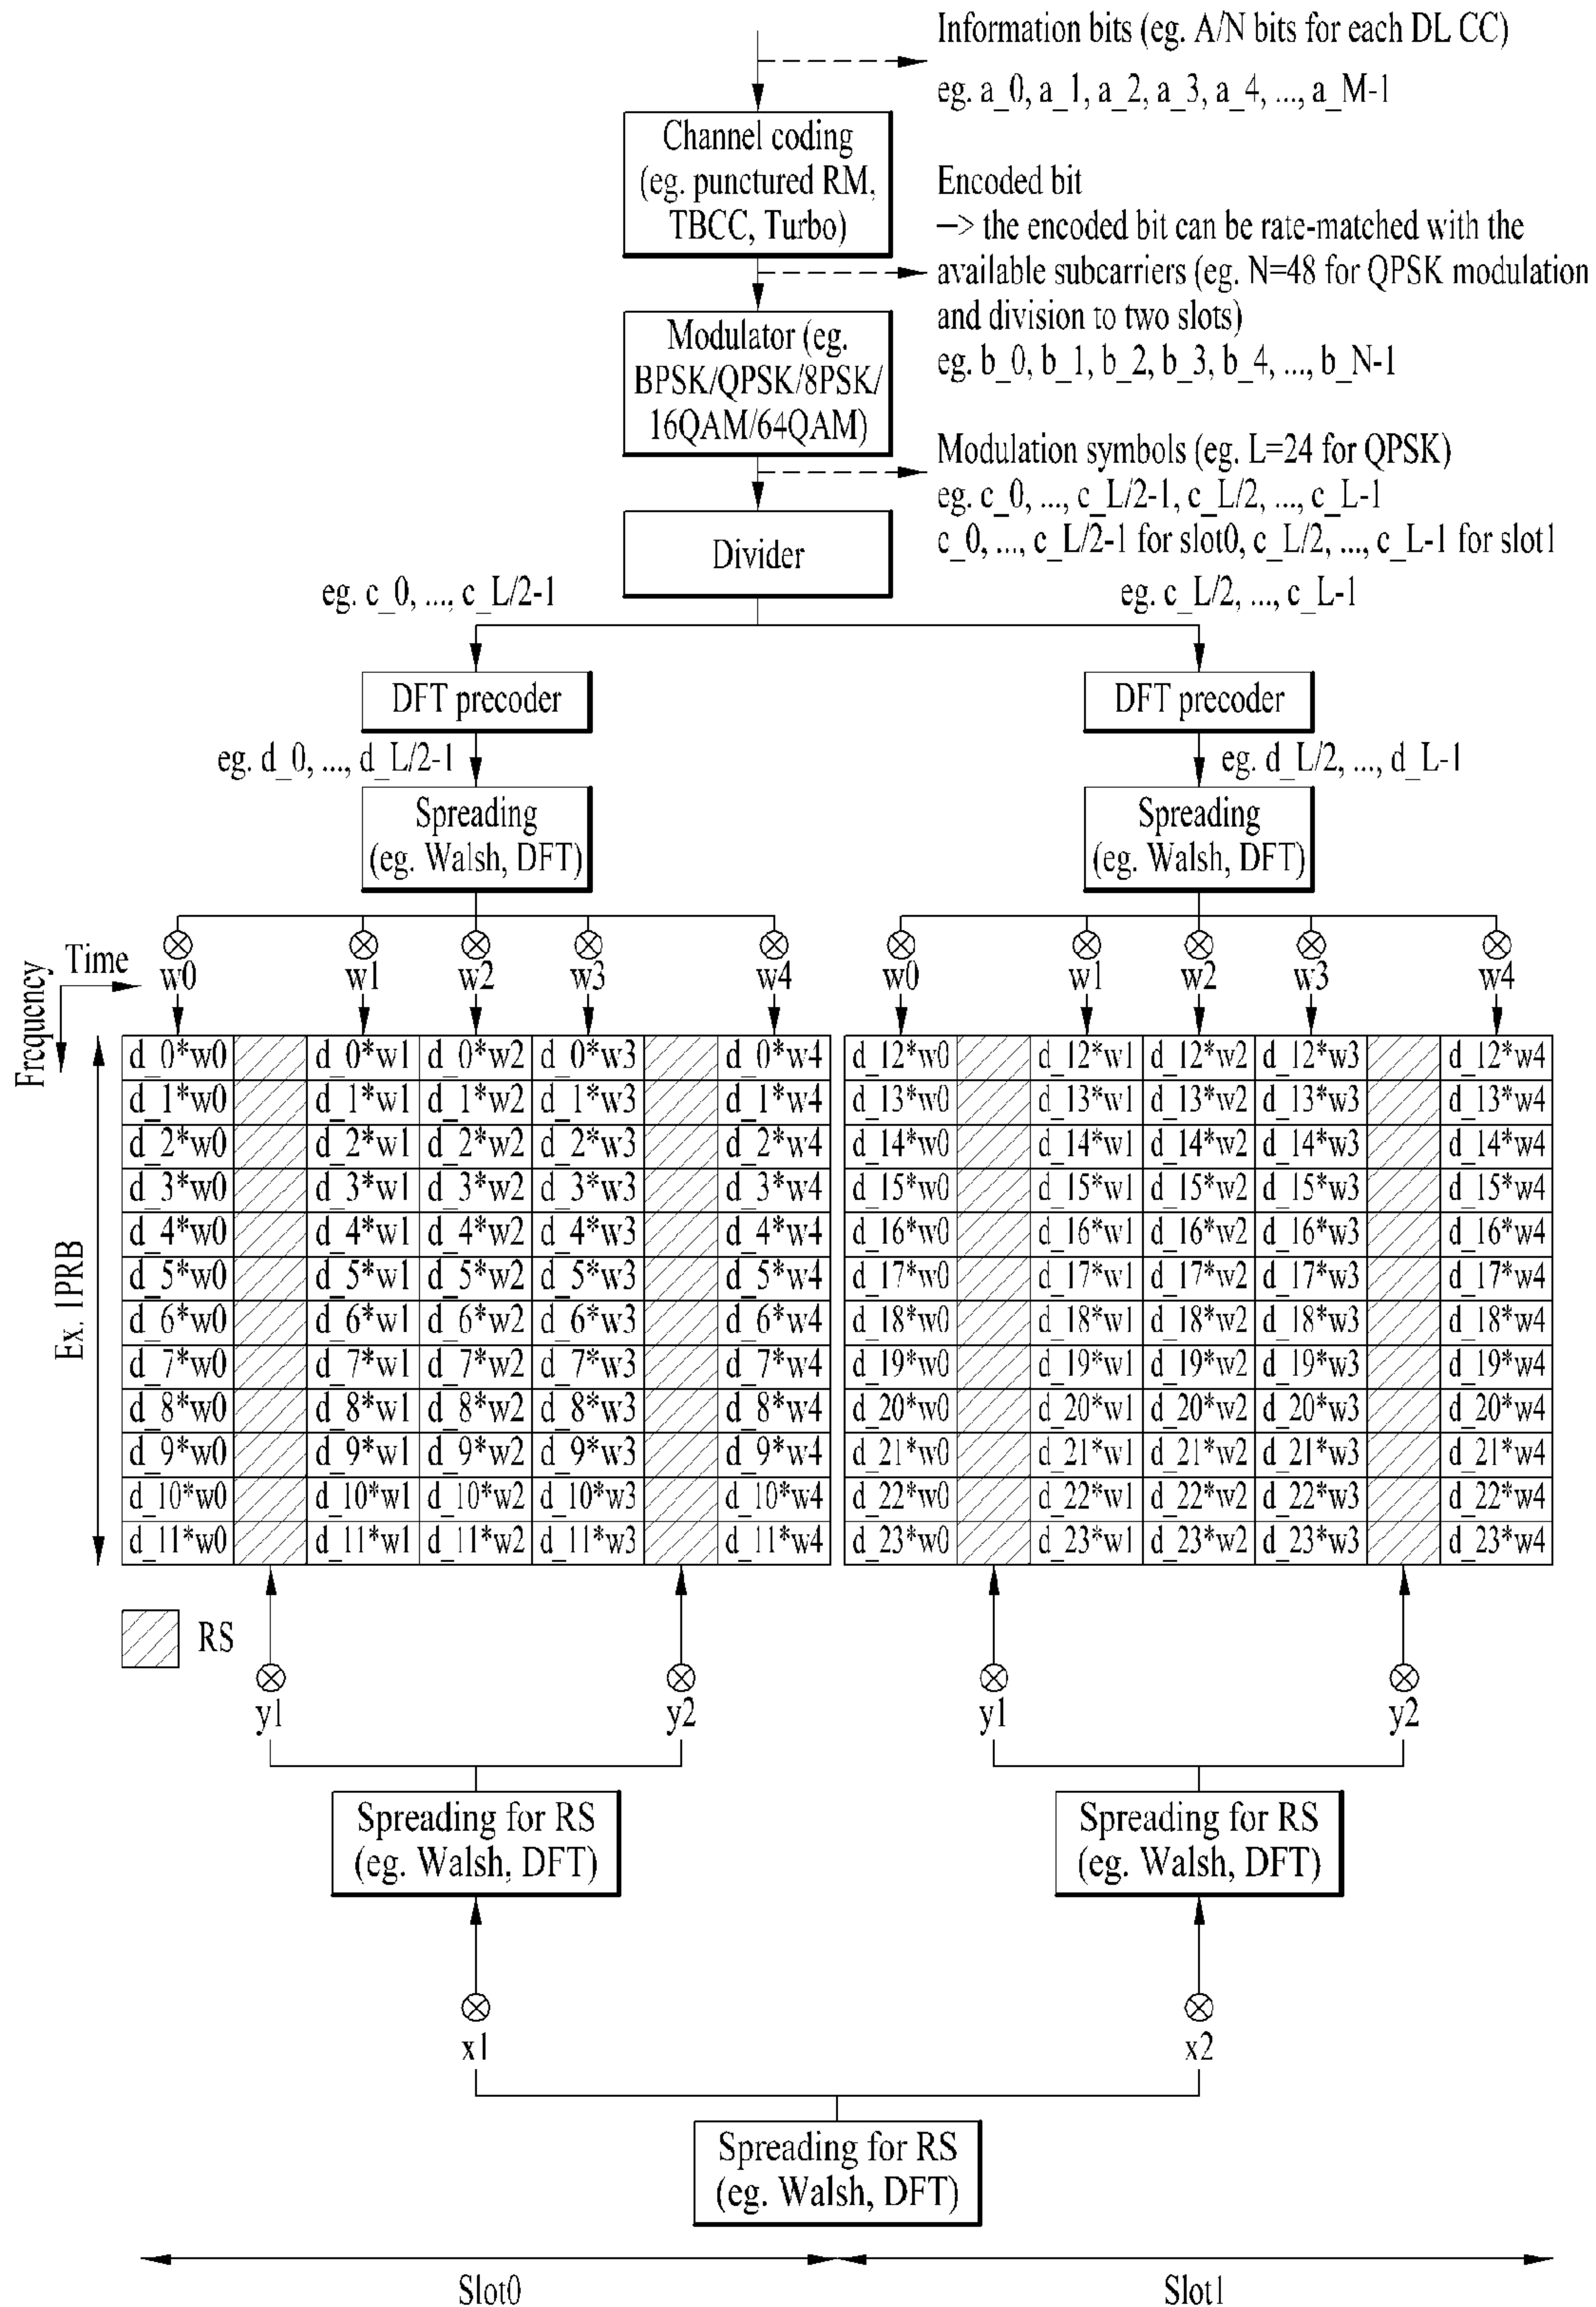 Information bits (eg. A/N bits for each DL CC)
eg. a_0, a_1, a_2, a_3, a_4, ..., a_M-1
Channel coding
(eg. punctured RM,
TBCC, Turbo)
Encoded bit
—> the encoded bit can be rate-matched with the
available subcarriers (eg. N=48 for QPSK modulation
and division to two slots)
eg. b_0, b_1, b_2, b_3, b_4, ..., b_N-1
Modulator (eg.
BPSK/QPSK/8PSK/
16QAM/64QAM)
Modulation symbols (eg. L=24 for QPSK)
eg. c_0, ..., c_L/2-1, c_L/2, ..., c_L-1
c_0, ..., c_L/2-1 for slot0, c_L/2, ..., c_L-1 for slot1
Divider
eg. c_0, ..., c_L/2-1 eg. c_L/2, ..., c_L-1
DFT precoder DFT precoder
eg. d_0, ..., d_L/2-1 eg. d_L/2, ..., d_L-1
Spreading Spreading
(eg. Walsh, DFT) (eg. Walsh, DFT)
Time
Frequency
w0 w1 w2 w3 w4 w0 w1 w2 w3 w4
d_0*w0 d_0*w1 d_0*w2 d_0*w3 d_0*w4 d_12*w0 d_12*w1 d_12*w2 d_12*w3 d_12*w4
d_1*w0 d_1*w1 d_1*w2 d_1*w3 d_1*w4 d_13*w0 d_13*w1 d_13*w2 d_13*w3 d_13*w4
d_2*w0 d_2*w1 d_2*w2 d_2*w3 d_2*w4 d_14*w0 d_14*w1 d_14*w2 d_14*w3 d_14*w4
d_3*w0 d_3*w1 d_3*w2 d_3*w3 d_3*w4 d_15*w0 d_15*w1 d_15*w2 d_15*w3 d_15*w4
d_4*w0 d_4*w1 d_4*w2 d_4*w3 d_4*w4 d_16*w0 d_16*w1 d_16*w2 d_16*w3 d_16*w4
d_5*w0 d_5*w1 d_5*w2 d_5*w3 d_5*w4 d_17*w0 d_17*w1 d_17*w2 d_17*w3 d_17*w4
d_6*w0 d_6*w1 d_6*w2 d_6*w3 d_6*w4 d_18*w0 d_18*w1 d_18*w2 d_18*w3 d_18*w4
d_7*w0 d_7*w1 d_7*w2 d_7*w3 d_7*w4 d_19*w0 d_19*w1 d_19*w2 d_19*w3 d_19*w4
d_8*w0 d_8*w1 d_8*w2 d_8*w3 d_8*w4 d_20*w0 d_20*w1 d_20*w2 d_20*w3 d_20*w4
d_9*w0 d_9*w1 d_9*w2 d_9*w3 d_9*w4 d_21*w0 d_21*w1 d_21*w2 d_21*w3 d_21*w4
d_10*w0 d_10*w1 d_10*w2 d_10*w3 d_10*w4 d_22*w0 d_22*w1 d_22*w2 d_22*w3 d_22*w4
d_11*w0 d_11*w1 d_11*w2 d_11*w3 d_11*w4 d_23*w0 d_23*w1 d_23*w2 d_23*w3 d_23*w4
Ex. 1PRB
RS
y1 y2 y1 y2
Spreading for RS Spreading for RS
(eg. Walsh, DFT) (eg. Walsh, DFT)
x1 x2
Spreading for RS
(eg. Walsh, DFT)
Slot0 Slot1